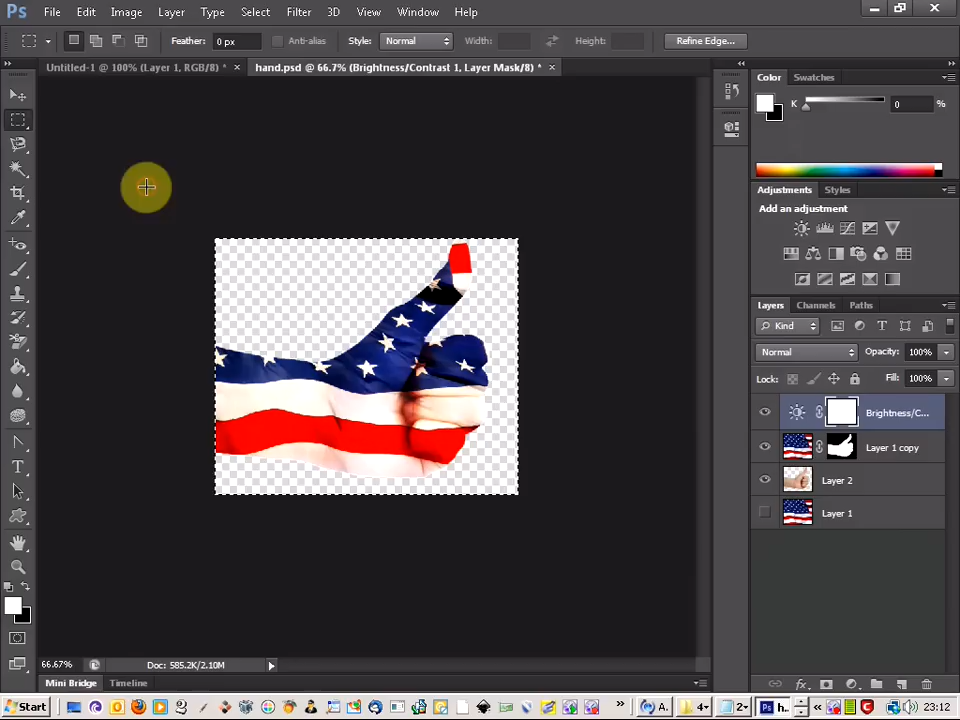 Ps File Edit Image Layer Type Select Filter 3D View Window Help
Feather: 0 px Anti-alias Style: Normal Width: Height: Refine Edge...
Untitled-1 @ 100% (Layer 1, RGB/8) * × hand.psd @ 66.7% (Brightness/Contrast 1, Layer Mask/8) * ×
Color Swatches
K 0 %
Adjustments Styles
Add an adjustment
Layers Channels Paths
Kind
Normal Opacity: 100%
Lock: Fill: 100%
Brightness/C...
Layer 1 copy
Layer 2
Layer 1
66.67% Doc: 585.2K/2.10M
Mini Bridge Timeline
Start » A. 4 Ps h. 2 « 23:12